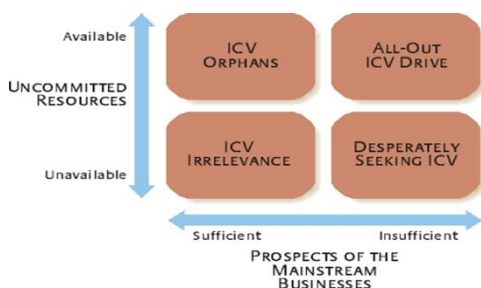 Available
UNCOMMITTED
RESOURCES
Unavailable
ICV
ORPHANS
ALL-OUT
ICV DRIVE
ICV
IRRELEVANCE
DESPERATELY
SEEKING ICV
Sufficient
Insufficient
PROSPECTS OF THE
MAINSTREAM
BUSINESSES